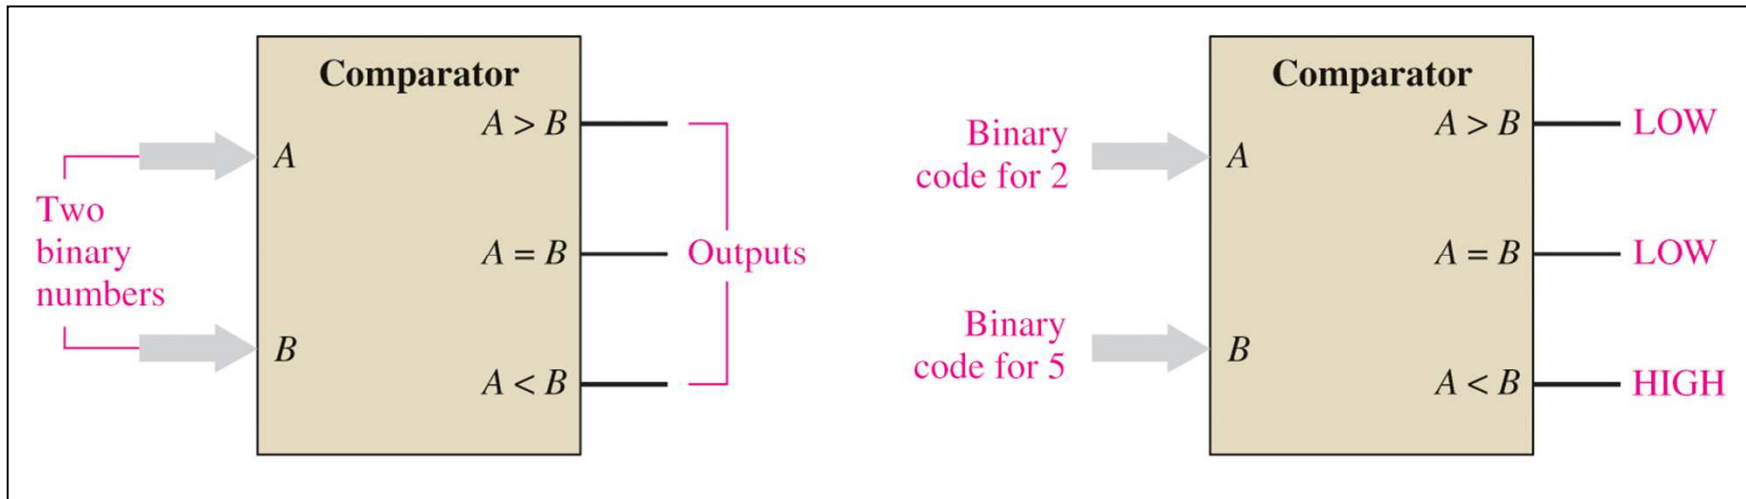 Comparator
A > B
A
Two
binary
numbers
A = B
Outputs
B
A < B
Comparator
Binary
code for 2
A
A > B
LOW
A = B
LOW
Binary
code for 5
B
A < B
HIGH